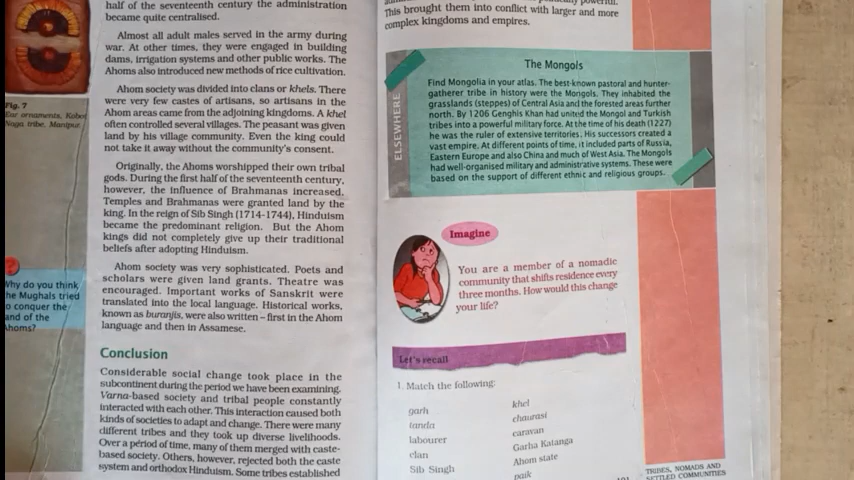 half of the seventeenth century the administration
became quite centralised.
Almost all adult males served in the army during
war. At other times, they were engaged in building
dams, irrigation systems and other public works. The
Ahoms also introduced new methods of rice cultivation.
Ahom society was divided into clans or khels. There
were very few castes of artisans, so artisans in the
Ahom areas came from the adjoining kingdoms. A khel
often controlled several villages. The peasant was given
land by his village community. Even the king could
not take it away without the community's consent.
Originally, the Ahoms worshipped their own tribal
gods. During the first half of the seventeenth century,
however, the influence of Brahmanas increased.
Temples and Brahmanas were granted land by the
king. In the reign of Sib Singh (1714-1744), Hinduism
became the predominant religion. But the Ahom
kings did not completely give up their traditional
beliefs after adopting Hinduism.
Ahom society was very sophisticated. Poets and
scholars were given land grants. Theatre was
encouraged. Important works of Sanskrit were
translated into the local language. Historical works,
known as buranjis, were also written – first in the Ahom
language and then in Assamese.
Conclusion
Considerable social change took place in the
subcontinent during the period we have been examining.
Varna-based society and tribal people constantly
interacted with each other. This interaction caused both
kinds of societies to adapt and change. There were many
different tribes and they took up diverse livelihoods.
Over a period of time, many of them merged with caste-
based society. Others, however, rejected both the caste
system and orthodox Hinduism. Some tribes established
Fig. 7
Ear ornaments, Kaboi
Naga tribe, Manipur.
?
Why do you think
he Mughals tried
o conquer the
and of the
homs?
This brought them into conflict with larger and more
complex kingdoms and empires.
ELSEWHERE
The Mongols
Find Mongolia in your atlas. The best-known pastoral and hunter-
gatherer tribe in history were the Mongols. They inhabited the
grasslands (steppes) of Central Asia and the forested areas further
north. By 1206 Genghis Khan had united the Mongol and Turkish
tribes into a powerful military force. At the time of his death (1227)
he was the ruler of extensive territories. His successors created a
vast empire. At different points of time, it included parts of Russia,
Eastern Europe and also China and much of West Asia. The Mongols
had well-organised military and administrative systems. These were
based on the support of different ethnic and religious groups.
Imagine
You are a member of a nomadic
community that shifts residence every
three months. How would this change
your life?
Let's recall
1. Match the following:
garh khel
tanda chaurasi
labourer caravan
clan Garha Katanga
Sib Singh Ahom state
paik
TRIBES, NOMADS AND
SETTLED COMMUNITIES